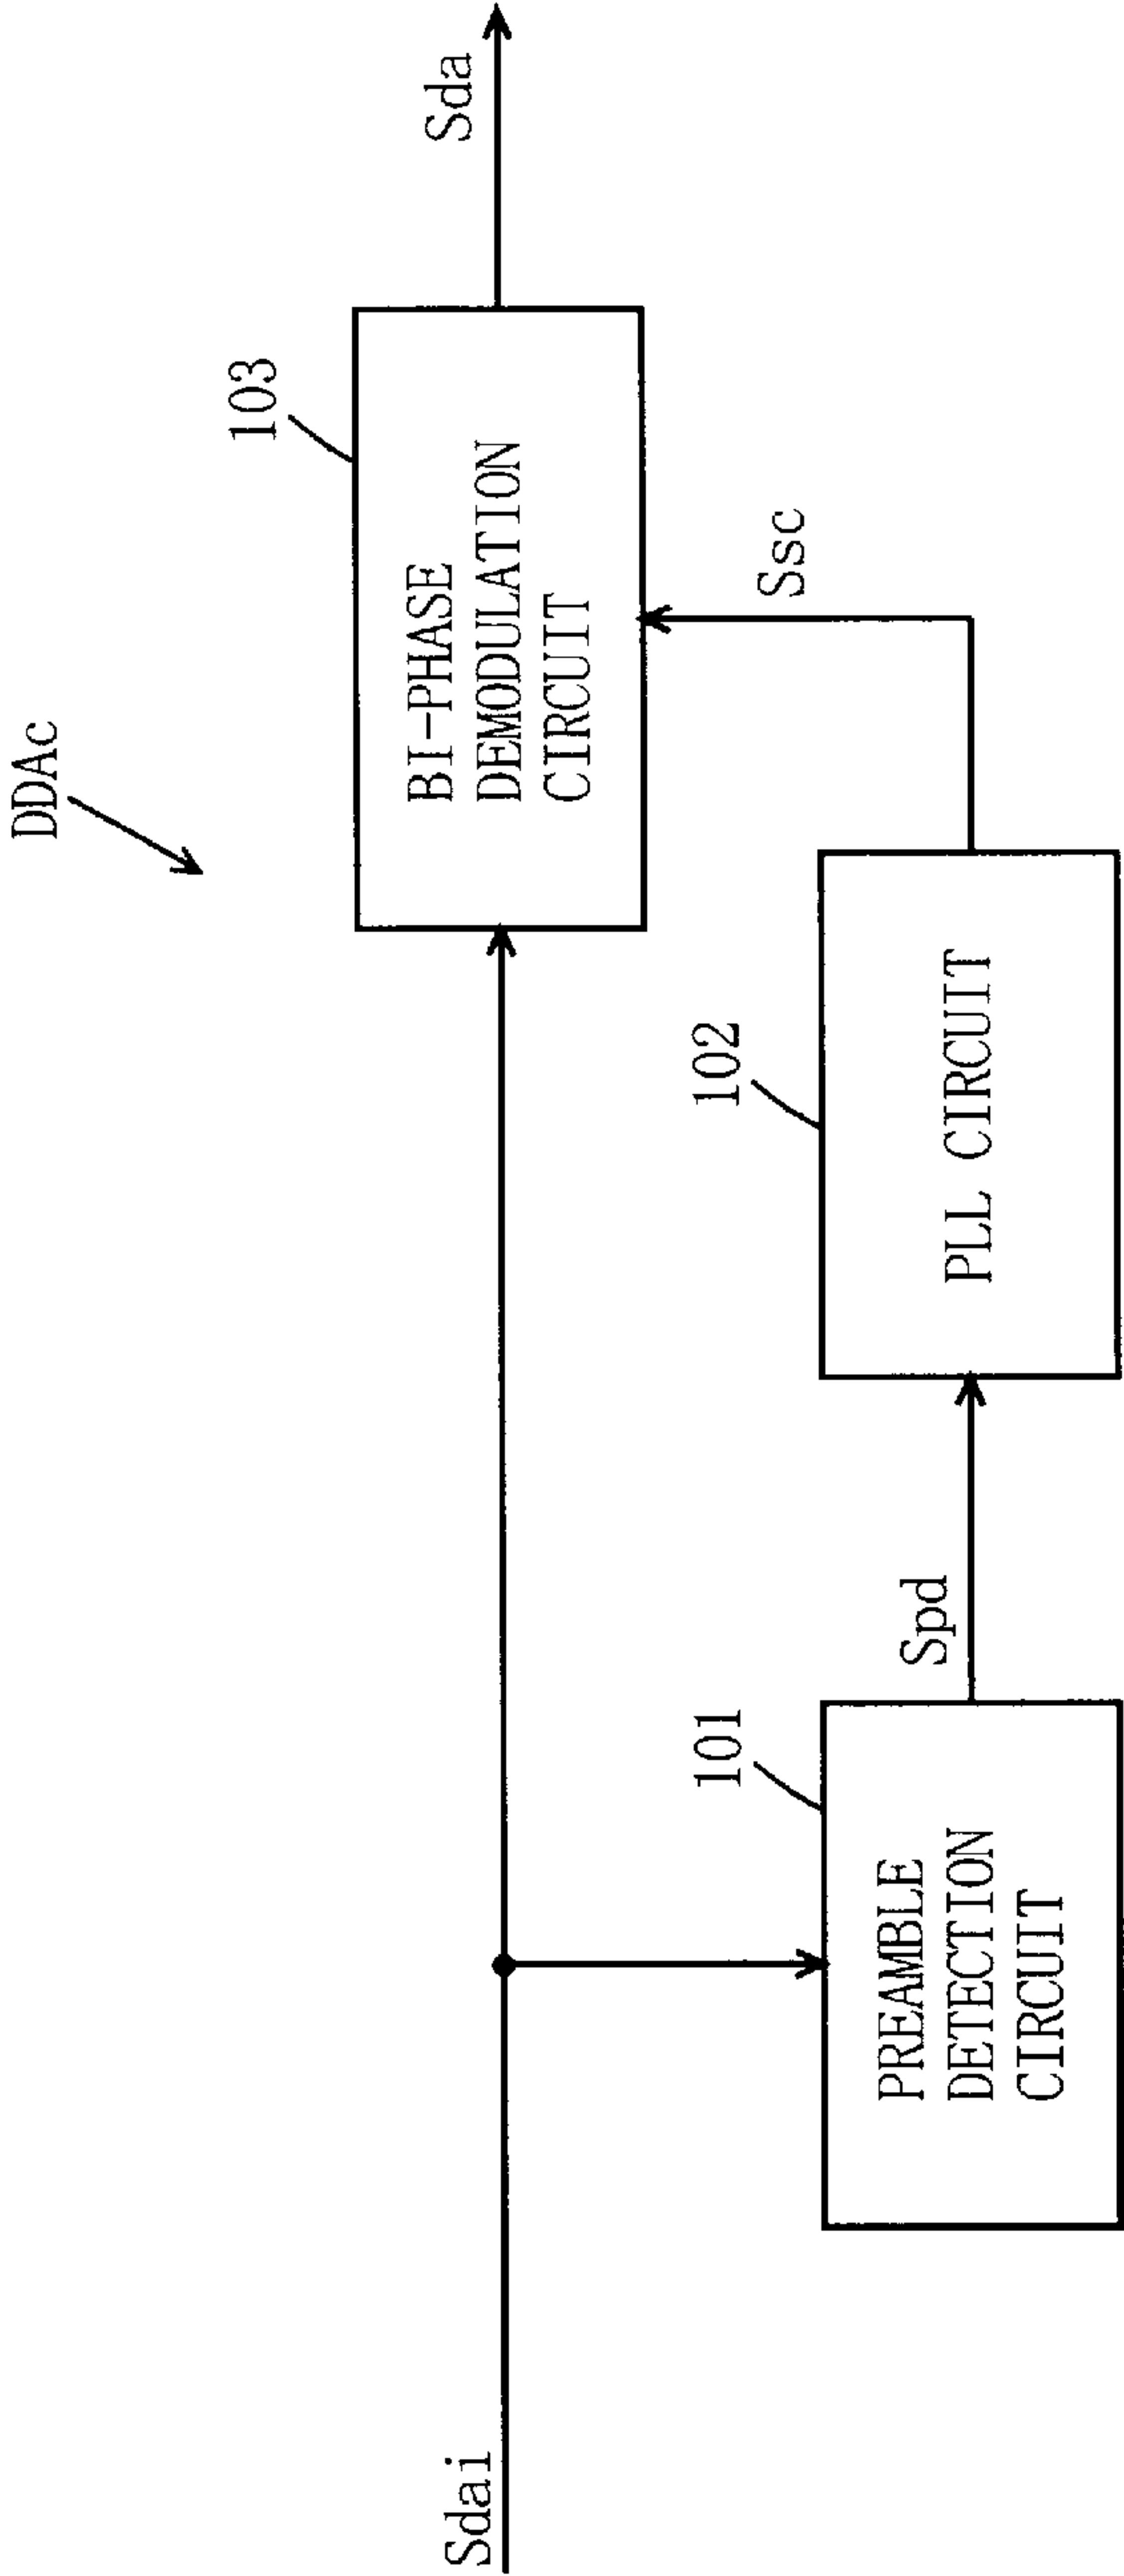 DDAc
Sdai
103
BI-PHASE
DEMODULATION
CIRCUIT
Sda
101
PREAMBLE
DETECTION
CIRCUIT
Spd
102
PLL CIRCUIT
Ssc